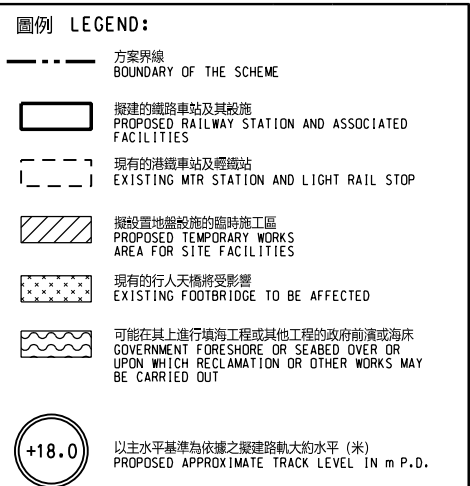 圖例 LEGEND:
方案界線
BOUNDARY OF THE SCHEME
擬建的鐵路車站及其設施
PROPOSED RAILWAY STATION AND ASSOCIATED
FACILITIES
現有的港鐵車站及輕鐵站
EXISTING MTR STATION AND LIGHT RAIL STOP
擬設置地盤設施的臨時施工區
PROPOSED TEMPORARY WORKS
AREA FOR SITE FACILITIES
現有的行人天橋將受影響
EXISTING FOOTBRIDGE TO BE AFFECTED
可能在其上進行填海工程或其他工程的政府前濱或海床
GOVERNMENT FORESHORE OR SEABED OVER OR
UPON WHICH RECLAMATION OR OTHER WORKS MAY
BE CARRIED OUT
+18.0
以主水平基準為依據之擬建路軌大約水平 (米)
PROPOSED APPROXIMATE TRACK LEVEL IN m P.D.